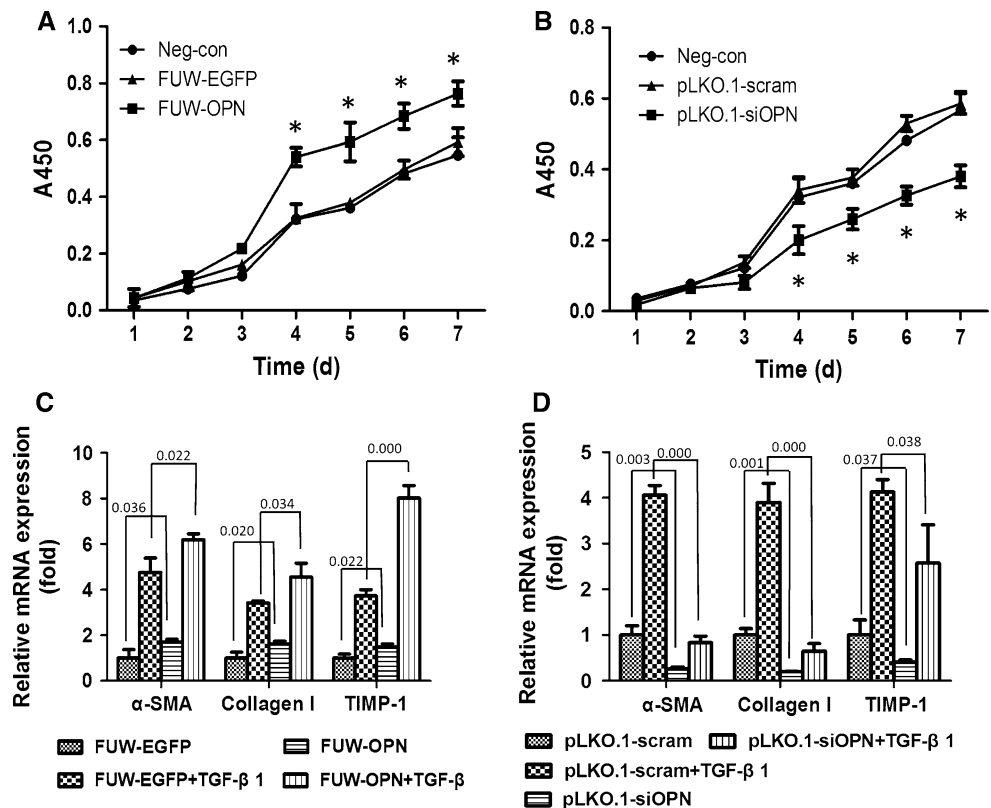 A
1.0
0.8
0.6
0.4
0.2
0.0
A450
Neg-con
FUW-EGFP
FUW-OPN
*
*
*
*
1 2 3 4 5 6 7
Time (d)
B
0.8
0.6
0.4
0.2
0.0
A450
Neg-con
pLKO.1-scram
pLKO.1-siOPN
*
*
*
*
1 2 3 4 5 6 7
Time (d)
C
Relative mRNA expression
(fold)
10
8
6
4
2
0
0.036
0.022
0.020
0.034
0.022
0.000
α-SMA Collagen I TIMP-1
FUW-EGFP FUW-OPN
FUW-EGFP+TGF-β 1 FUW-OPN+TGF-β
D
Relative mRNA expression
(fold)
5
4
3
2
1
0
0.003
0.000
0.001
0.000
0.037
0.038
α-SMA Collagen I TIMP-1
pLKO.1-scram pLKO.1-siOPN+TGF-β 1
pLKO.1-scram+TGF-β 1
pLKO.1-siOPN